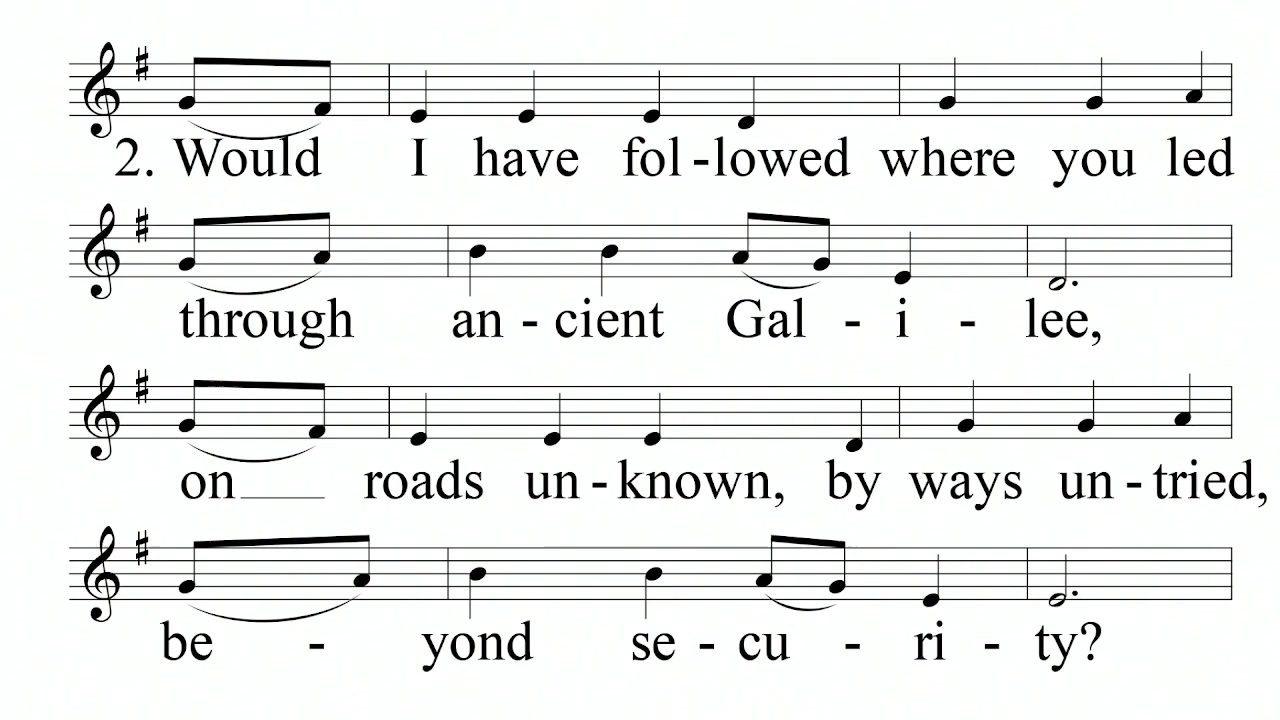 2. Would I have fol-lowed where you led
through an-cient Gal-i-lee,
on___ roads un-known, by ways un-tried,
be-yond se-cu-ri-ty?